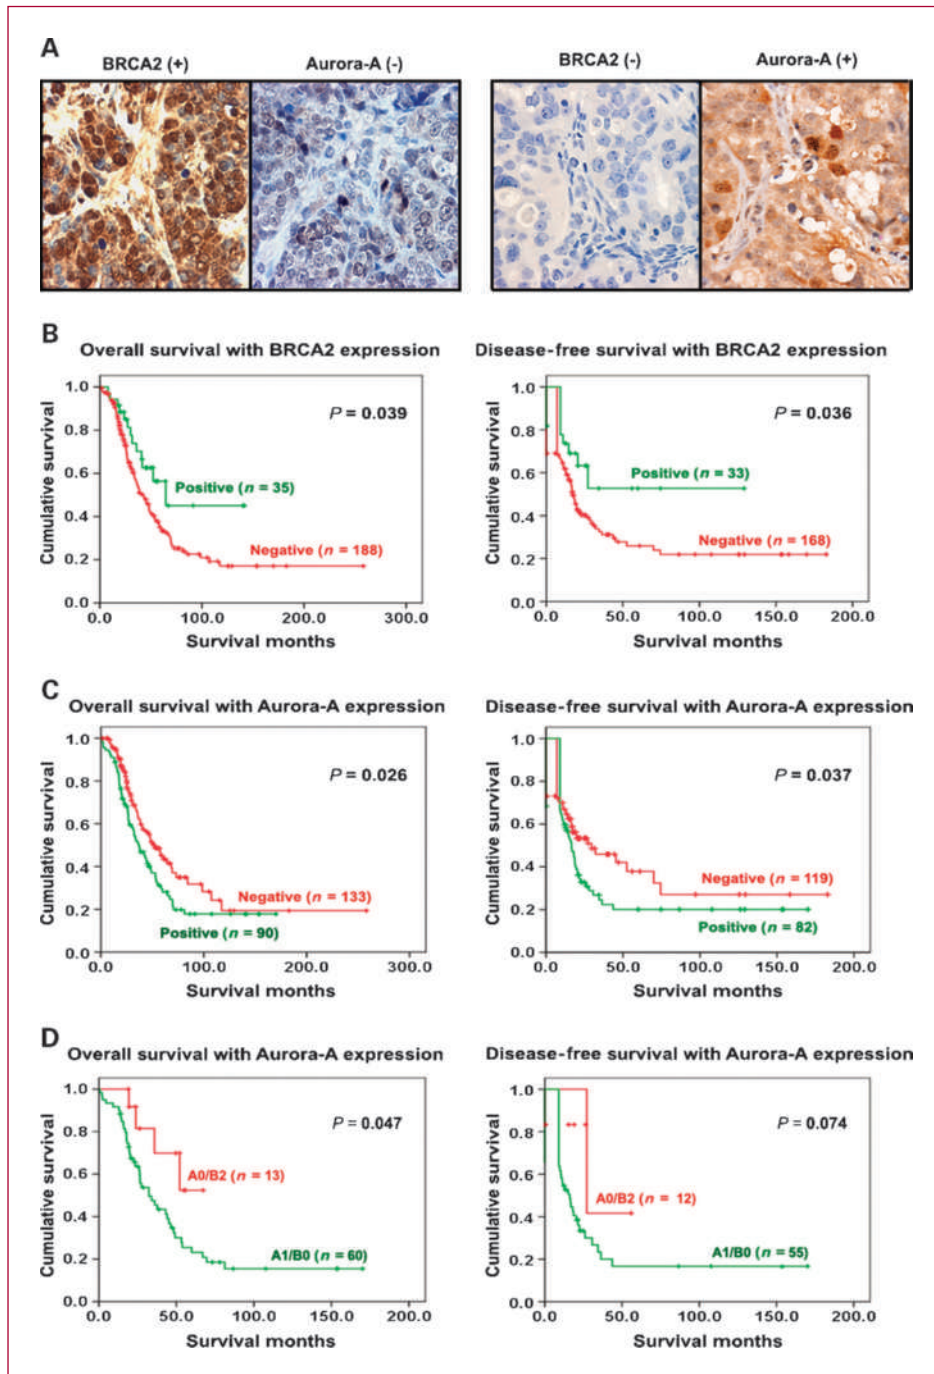 A
BRCA2 (+)
Aurora-A (-)
BRCA2 (-)
Aurora-A (+)
B
Overall survival with BRCA2 expression
Cumulative survival
1.0
0.8
0.6
0.4
0.2
0.0
P = 0.039
Positive (n = 35)
Negative (n = 188)
0.0 100.0 200.0 300.0
Survival months
Disease-free survival with BRCA2 expression
Cumulative survival
1.0
0.8
0.6
0.4
0.2
0.0
P = 0.036
Positive (n = 33)
Negative (n = 168)
0.0 50.0 100.0 150.0 200.0
Survival months
C
Overall survival with Aurora-A expression
Cumulative survival
1.0
0.8
0.6
0.4
0.2
0.0
P = 0.026
Negative (n = 133)
Positive (n = 90)
0.0 100.0 200.0 300.0
Survival months
Disease-free survival with Aurora-A expression
Cumulative survival
1.0
0.8
0.6
0.4
0.2
0.0
P = 0.037
Negative (n = 119)
Positive (n = 82)
0.0 50.0 100.0 150.0 200.0
Survival months
D
Overall survival with Aurora-A expression
Cumulative survival
1.0
0.8
0.6
0.4
0.2
0.0
P = 0.047
A0/B2 (n = 13)
A1/B0 (n = 60)
0.0 50.0 100.0 150.0 200.0
Survival months
Disease-free survival with Aurora-A expression
Cumulative survival
1.0
0.8
0.6
0.4
0.2
0.0
P = 0.074
A0/B2 (n = 12)
A1/B0 (n = 55)
0.0 50.0 100.0 150.0 200.0
Survival months